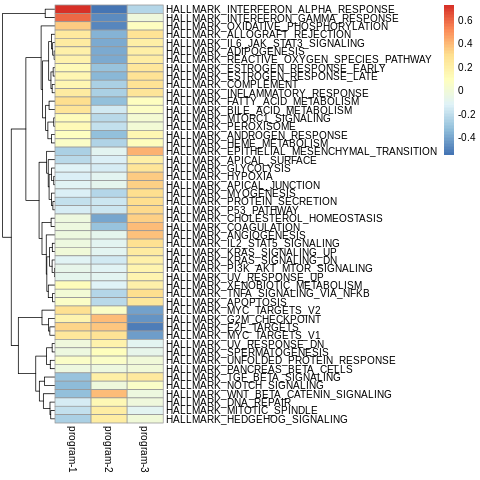 HALLMARK_INTERFERON_ALPHA_RESPONSE
HALLMARK_INTERFERON_GAMMA_RESPONSE
HALLMARK_OXIDATIVE_PHOSPHORYLATION
HALLMARK_ALLOGRAFT_REJECTION
HALLMARK_IL6_JAK_STAT3_SIGNALING
HALLMARK_ADIPOGENESIS
HALLMARK_REACTIVE_OXYGEN_SPECIES_PATHWAY
HALLMARK_ESTROGEN_RESPONSE_EARLY
HALLMARK_ESTROGEN_RESPONSE_LATE
HALLMARK_COMPLEMENT
HALLMARK_INFLAMMATORY_RESPONSE
HALLMARK_FATTY_ACID_METABOLISM
HALLMARK_BILE_ACID_METABOLISM
HALLMARK_MTORC1_SIGNALING
HALLMARK_PEROXISOME
HALLMARK_ANDROGEN_RESPONSE
HALLMARK_HEME_METABOLISM
HALLMARK_EPITHELIAL_MESENCHYMAL_TRANSITION
HALLMARK_APICAL_SURFACE
HALLMARK_GLYCOLYSIS
HALLMARK_HYPOXIA
HALLMARK_APICAL_JUNCTION
HALLMARK_MYOGENESIS
HALLMARK_PROTEIN_SECRETION
HALLMARK_P53_PATHWAY
HALLMARK_CHOLESTEROL_HOMEOSTASIS
HALLMARK_COAGULATION
HALLMARK_ANGIOGENESIS
HALLMARK_IL2_STAT5_SIGNALING
HALLMARK_KRAS_SIGNALING_UP
HALLMARK_KRAS_SIGNALING_DN
HALLMARK_PI3K_AKT_MTOR_SIGNALING
HALLMARK_UV_RESPONSE_UP
HALLMARK_XENOBIOTIC_METABOLISM
HALLMARK_TNFA_SIGNALING_VIA_NFKB
HALLMARK_APOPTOSIS
HALLMARK_MYC_TARGETS_V2
HALLMARK_G2M_CHECKPOINT
HALLMARK_E2F_TARGETS
HALLMARK_MYC_TARGETS_V1
HALLMARK_UV_RESPONSE_DN
HALLMARK_SPERMATOGENESIS
HALLMARK_UNFOLDED_PROTEIN_RESPONSE
HALLMARK_PANCREAS_BETA_CELLS
HALLMARK_TGF_BETA_SIGNALING
HALLMARK_NOTCH_SIGNALING
HALLMARK_WNT_BETA_CATENIN_SIGNALING
HALLMARK_DNA_REPAIR
HALLMARK_MITOTIC_SPINDLE
HALLMARK_HEDGEHOG_SIGNALING
program-1
program-2
program-3
0.6
0.4
0.2
0
-0.2
-0.4